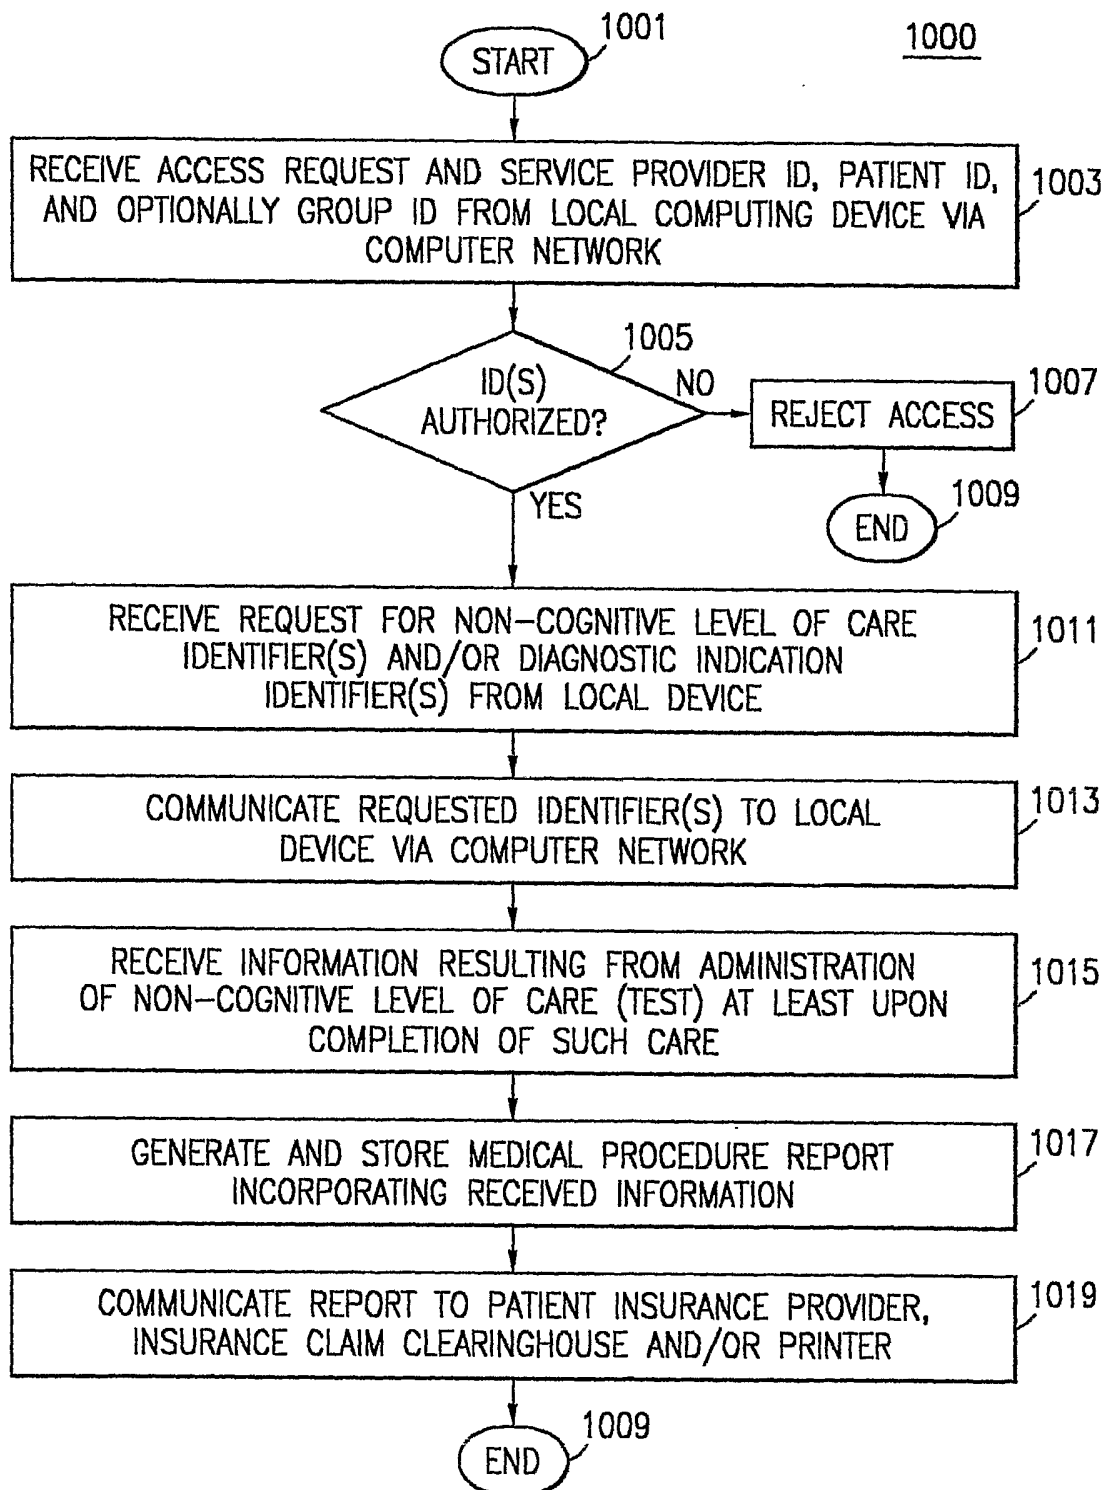 1000
START
1001
RECEIVE ACCESS REQUEST AND SERVICE PROVIDER ID, PATIENT ID,
AND OPTIONALLY GROUP ID FROM LOCAL COMPUTING DEVICE VIA
COMPUTER NETWORK
1003
ID(S)
AUTHORIZED?
1005
NO
REJECT ACCESS
1007
END
1009
YES
RECEIVE REQUEST FOR NON-COGNITIVE LEVEL OF CARE
IDENTIFIER(S) AND/OR DIAGNOSTIC INDICATION
IDENTIFIER(S) FROM LOCAL DEVICE
1011
COMMUNICATE REQUESTED IDENTIFIER(S) TO LOCAL
DEVICE VIA COMPUTER NETWORK
1013
RECEIVE INFORMATION RESULTING FROM ADMINISTRATION
OF NON-COGNITIVE LEVEL OF CARE (TEST) AT LEAST UPON
COMPLETION OF SUCH CARE
1015
GENERATE AND STORE MEDICAL PROCEDURE REPORT
INCORPORATING RECEIVED INFORMATION
1017
COMMUNICATE REPORT TO PATIENT INSURANCE PROVIDER,
INSURANCE CLAIM CLEARINGHOUSE AND/OR PRINTER
1019
END
1009